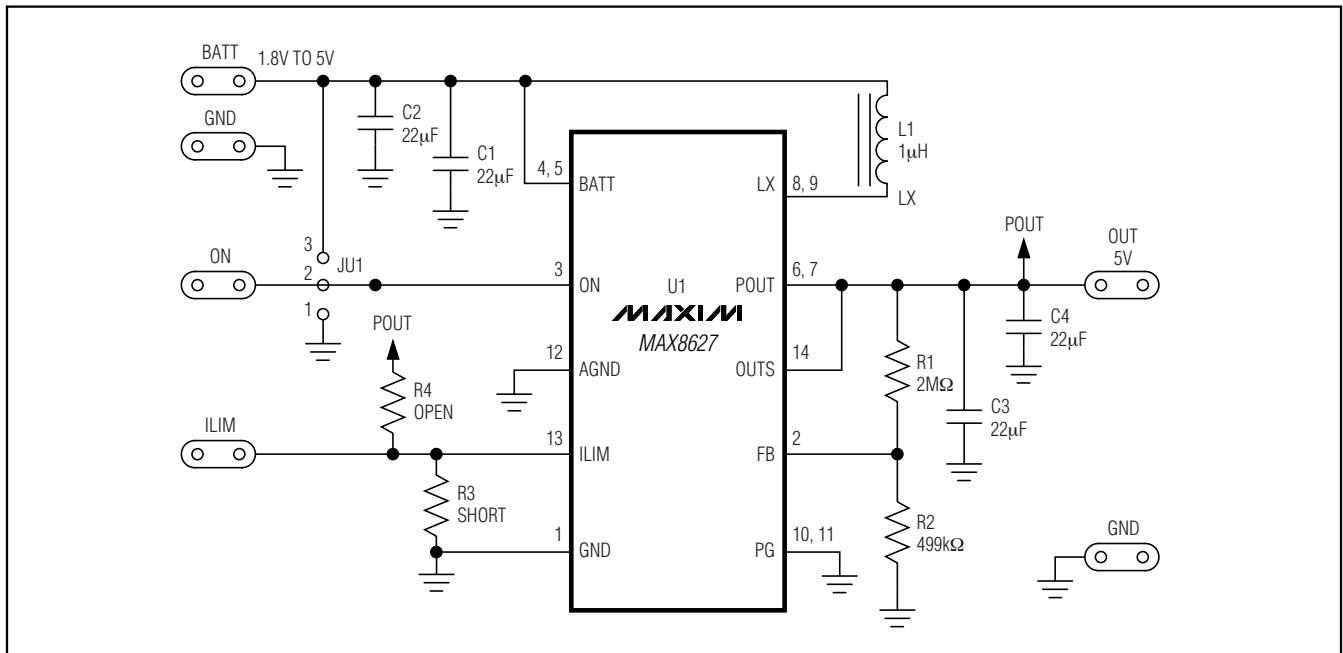 BATT
1.8V TO 5V
GND
C2
22μF
C1
22μF
L1
1μH
4, 5
BATT
LX
8, 9
LX
ON
3
2
1
JU1
3
ON
U1
MAXIM
MAX8627
6, 7
POUT
POUT
OUT
5V
C4
22μF
POUT
12
AGND
14
OUTS
R1
2MΩ
R4
OPEN
C3
22μF
ILIM
13
ILIM
2
FB
R3
SHORT
R2
499kΩ
1
GND
10, 11
PG
GND